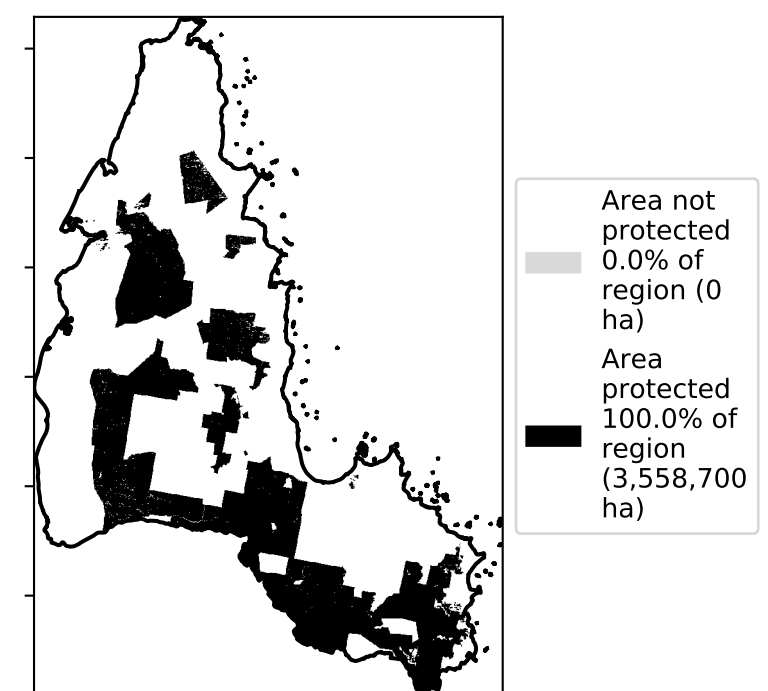 Area not
protected
0.0% of
region (0
ha)
Area
protected
100.0% of
region
(3,558,700
ha)